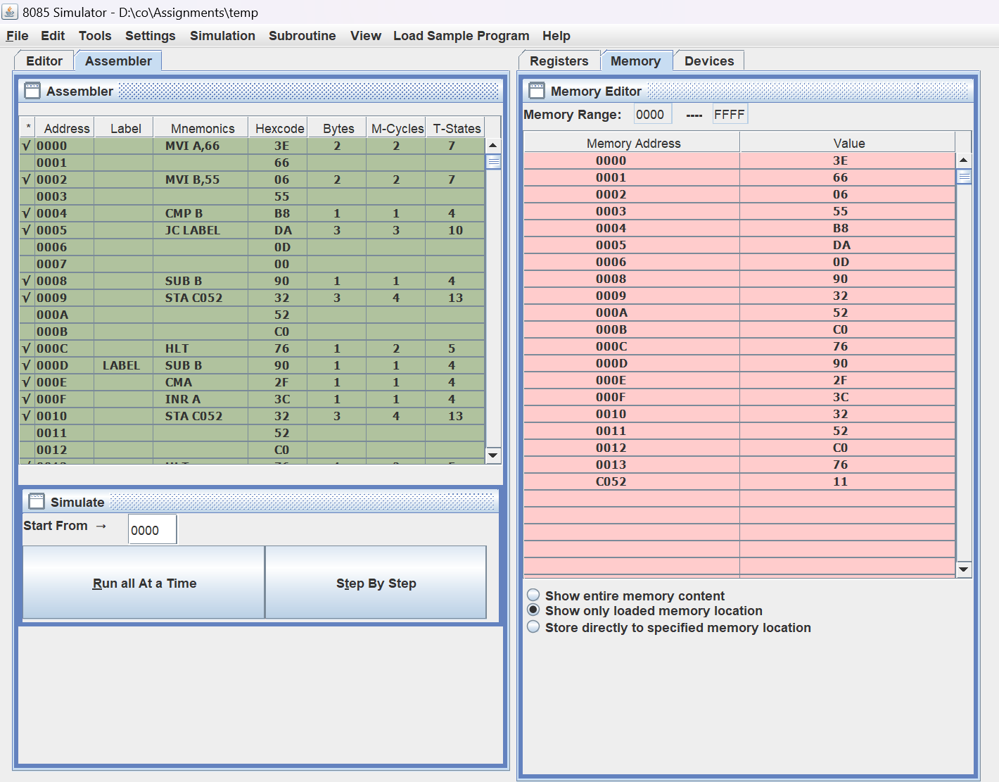 8085 Simulator - D:\co\Assignments\temp
File Edit Tools Settings Simulation Subroutine View Load Sample Program Help
Editor Assembler
Assembler
* Address Label Mnemonics Hexcode Bytes M-Cycles T-States
√ 0000 MVI A,66 3E 2 2 7
0001 66
√ 0002 MVI B,55 06 2 2 7
0003 55
√ 0004 CMP B B8 1 1 4
√ 0005 JC LABEL DA 3 3 10
0006 0D
0007 00
√ 0008 SUB B 90 1 1 4
√ 0009 STA C052 32 3 4 13
000A 52
000B C0
√ 000C HLT 76 1 2 5
√ 000D LABEL SUB B 90 1 1 4
√ 000E CMA 2F 1 1 4
√ 000F INR A 3C 1 1 4
√ 0010 STA C052 32 3 4 13
0011 52
0012 C0
Simulate
Start From → 0000
Run all At a Time
Step By Step
Registers Memory Devices
Memory Editor
Memory Range: 0000 ---- FFFF
Memory Address Value
0000 3E
0001 66
0002 06
0003 55
0004 B8
0005 DA
0006 0D
0008 90
0009 32
000A 52
000B C0
000C 76
000D 90
000E 2F
000F 3C
0010 32
0011 52
0012 C0
0013 76
C052 11
Show entire memory content
Show only loaded memory location
Store directly to specified memory location